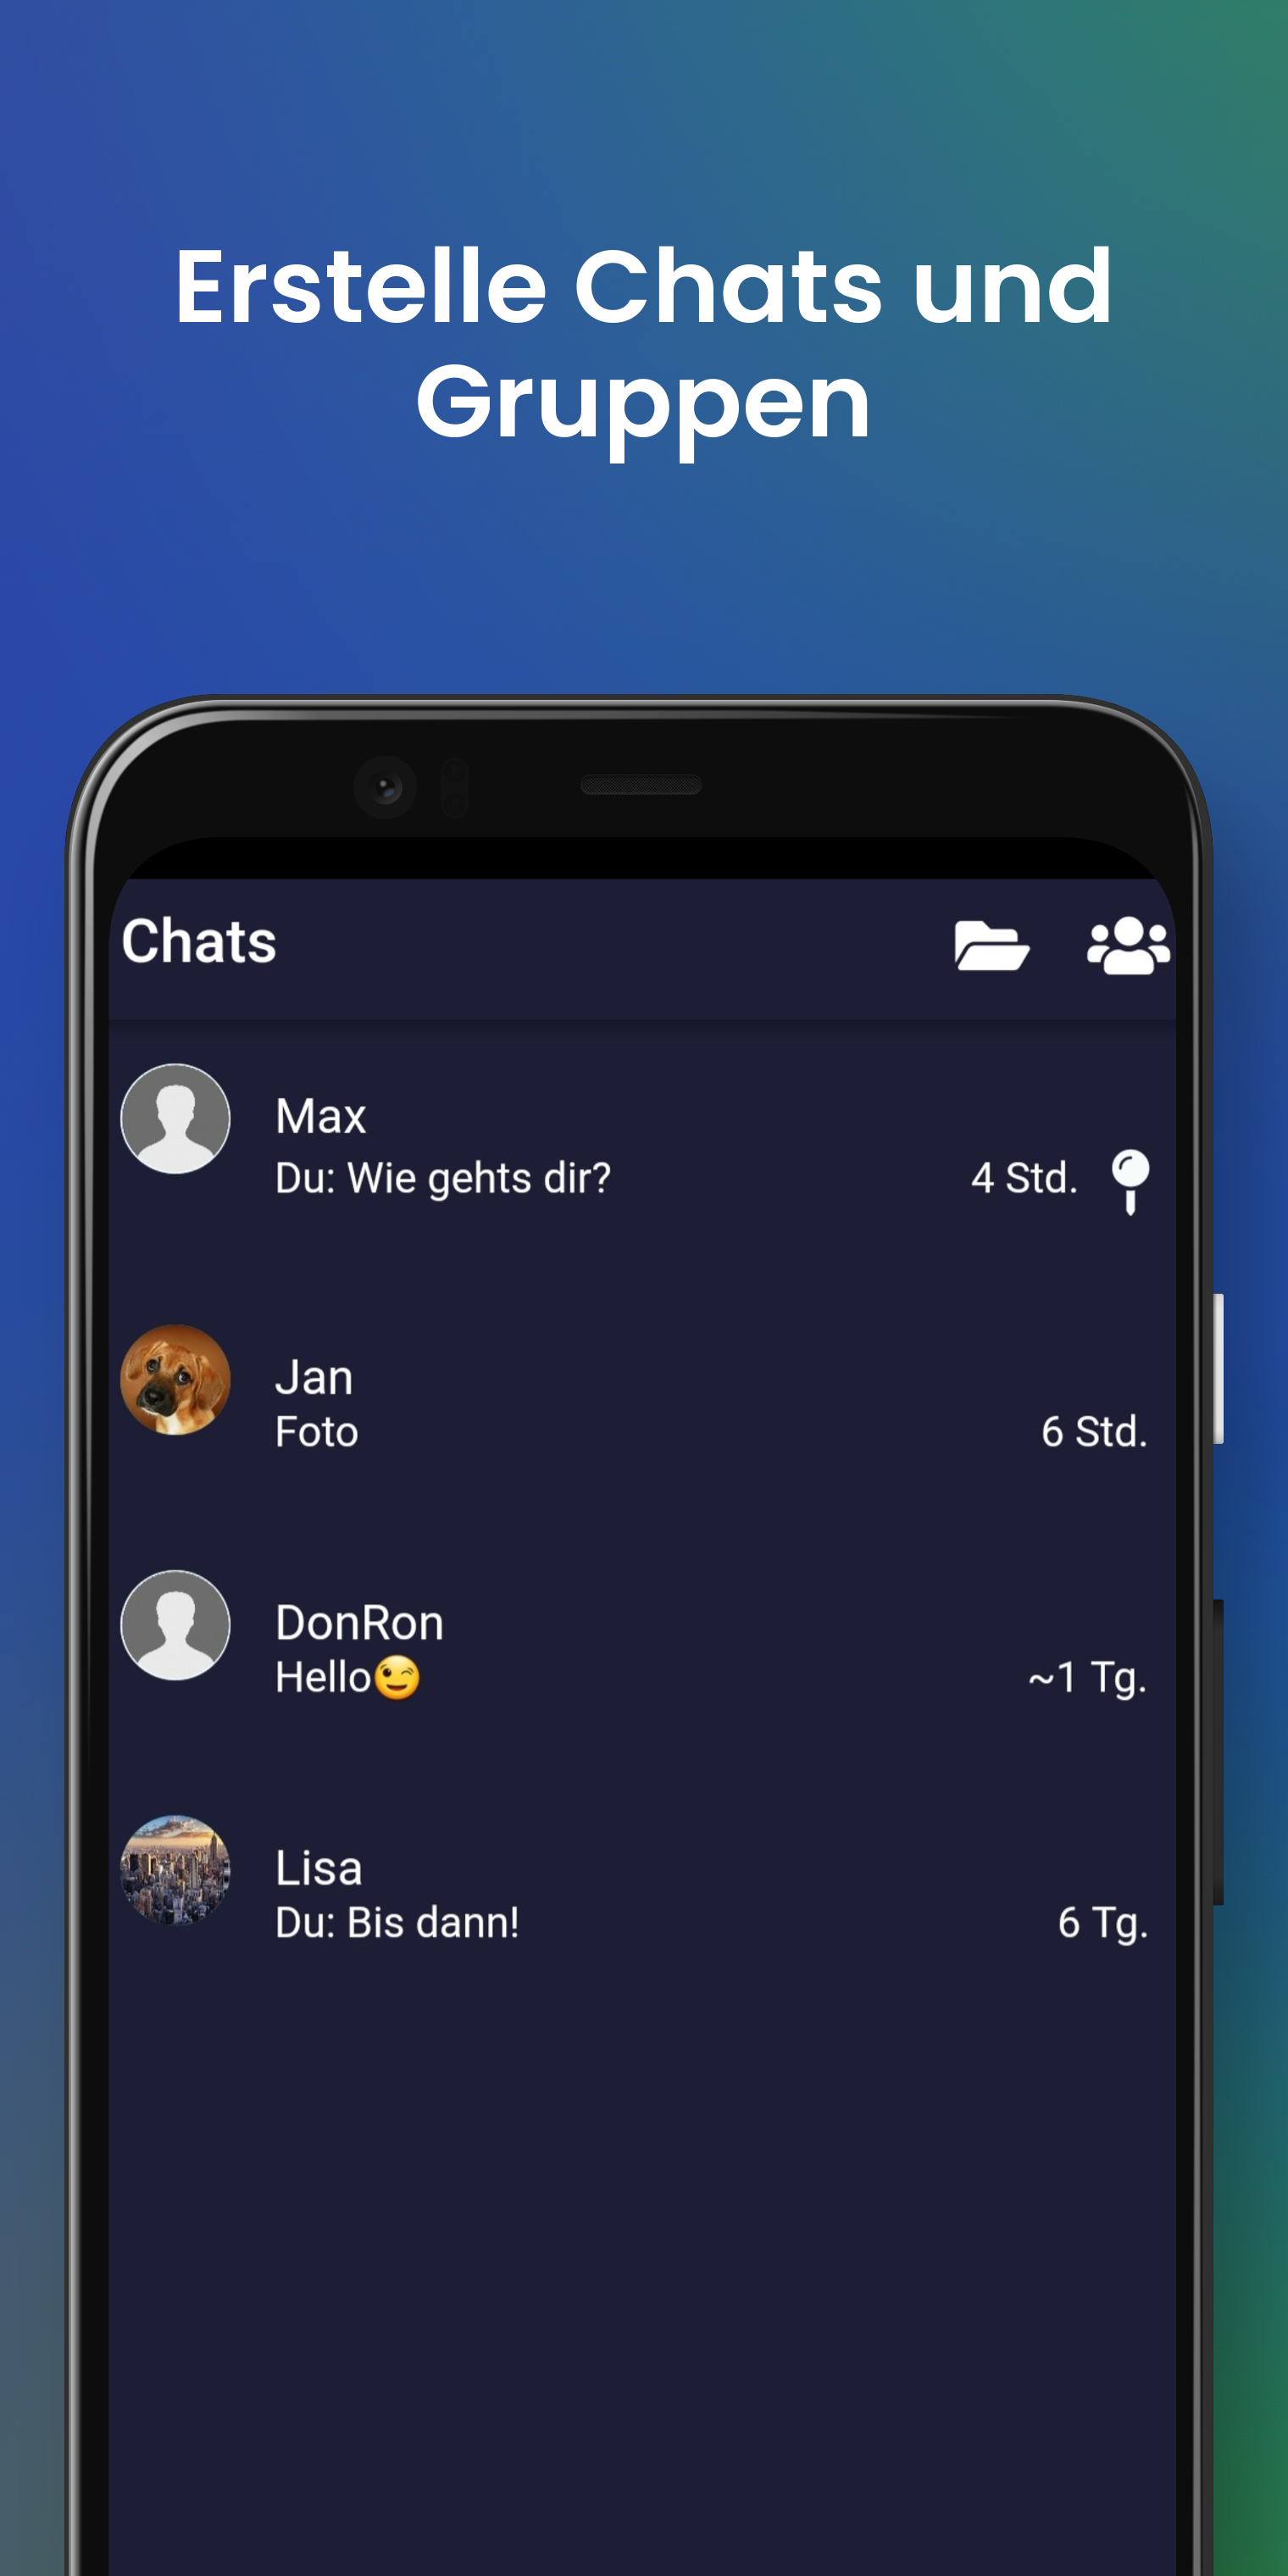 Erstelle Chats und
Gruppen
Chats
Max
Du: Wie gehts dir? 4 Std.
Jan
Foto 6 Std.
DonRon
Hello😉 ~1 Tg.
Lisa
Du: Bis dann! 6 Tg.